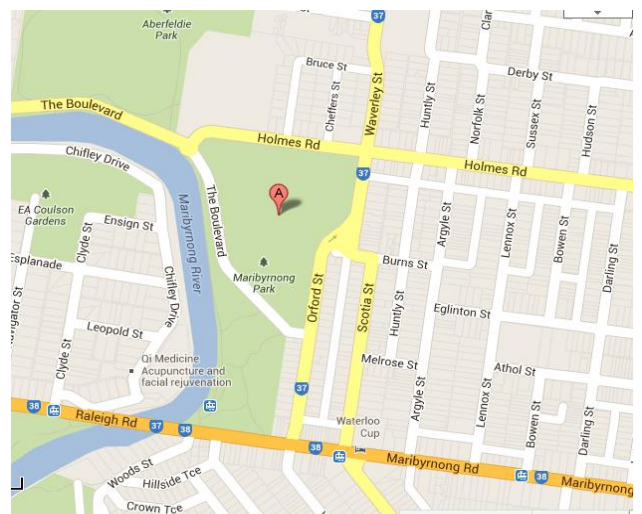 Aberfeldie
Park
37
Bruce St
Cheffers St
Waverley St
Huntly St
Norfolk St
Derby St
Sussex St
Hudson St
The Boulevard
Holmes Rd
Holmes Rd
Chifley Drive
The Boulevard
37
A
EA Coulson
Gardens
Clyde St
Ensign St
Maribyrnong River
Maribyrnong
Park
Argyle St
Lennox St
Bowen St
Darling St
Burns St
Esplanade
Chifley Drive
Orford St
Scotia St
Huntly St
Eglinton St
Leopold St
Clyde St
Qi Medicine
Acupuncture and
facial rejuvenation
Melrose St
Athol St
37
Argyle St
Lennox St
Bowen St
Darling St
38
Raleigh Rd
37
38
Waterloo
Cup
38
Maribyrnong Rd
38
Maribyrnong
Woods St
Hillside Tce
Crown Tce